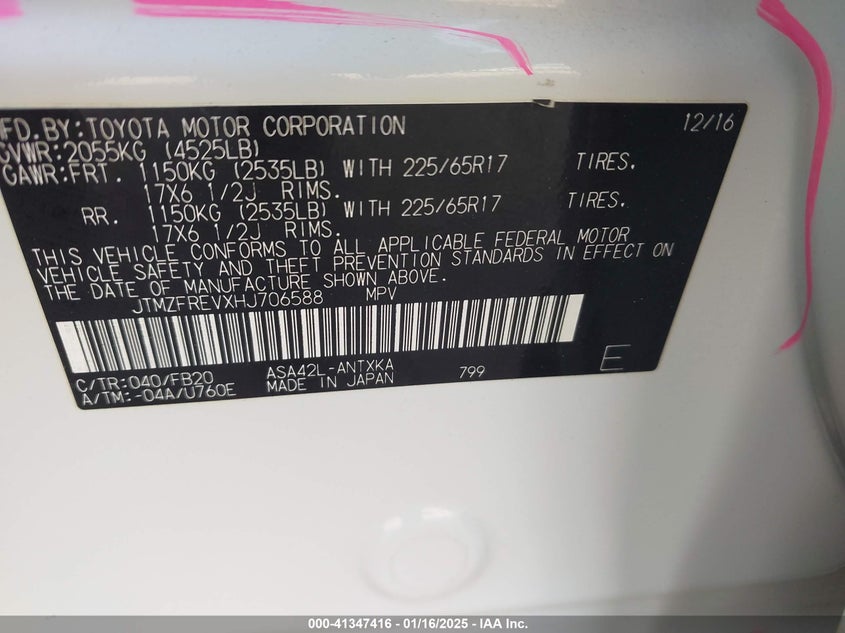 MFD.BY:TOYOTA MOTOR CORPORATION 12/16
GVWR:2055KG (4525LB)
GAWR:FRT. 1150KG (2535LB) WITH 225/65R17 TIRES.
17X6 1/2J RIMS.
RR. 1150KG (2535LB) WITH 225/65R17 TIRES.
17X6 1/2J RIMS.
THIS VEHICLE CONFORMS TO ALL APPLICABLE FEDERAL MOTOR
VEHICLE SAFETY AND THEFT PREVENTION STANDARDS IN EFFECT ON
THE DATE OF MANUFACTURE SHOWN ABOVE.
JTMZFREVXHJ706588 MPV
C/TR:040/FB20 ASA42L-ANTXKA 799 E
A/TM:-04A/U760E MADE IN JAPAN
000-41347416 - 01/16/2025 - IAA Inc.